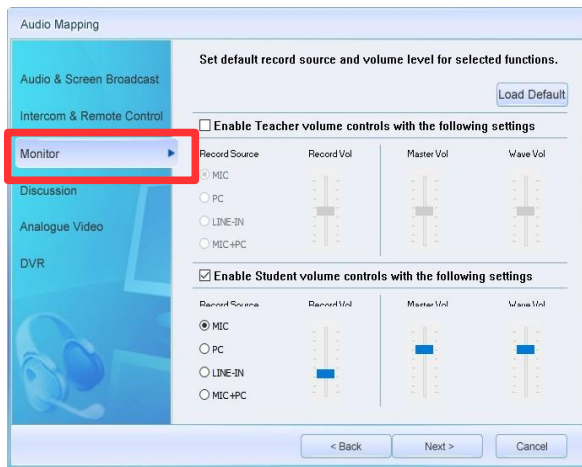 Audio Mapping
Audio & Screen Broadcast
Intercom & Remote Control
Monitor
Discussion
Analogue Video
DVR
Set default record source and volume level for selected functions.
Load Default
Enable Teacher volume controls with the following settings
Record Source Record Vol Master Vol Wave Vol
MIC
PC
LINE-IN
MIC+PC
Enable Student volume controls with the following settings
Record Source Record Vol Master Vol Wave Vol
MIC
PC
LINE-IN
MIC+PC
< Back Next > Cancel